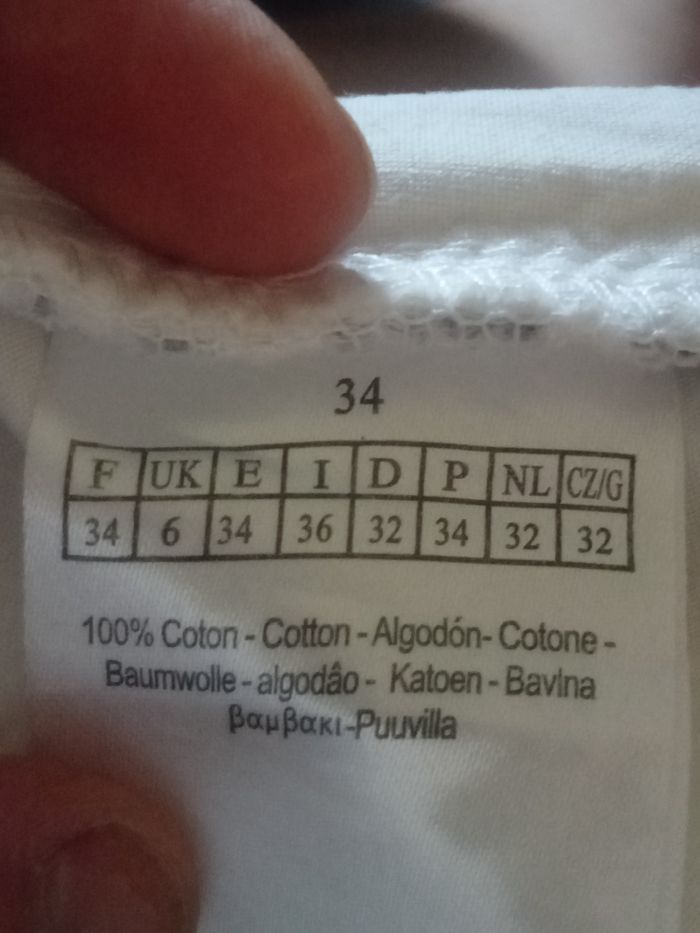 34
F UK E I D P NL CZ/G
34 6 34 36 32 34 32 32
100% Coton - Cotton - Algodón- Cotone -
Baumwolle - algodâo - Katoen - Bavlna
βαμβακι-Puuvilla